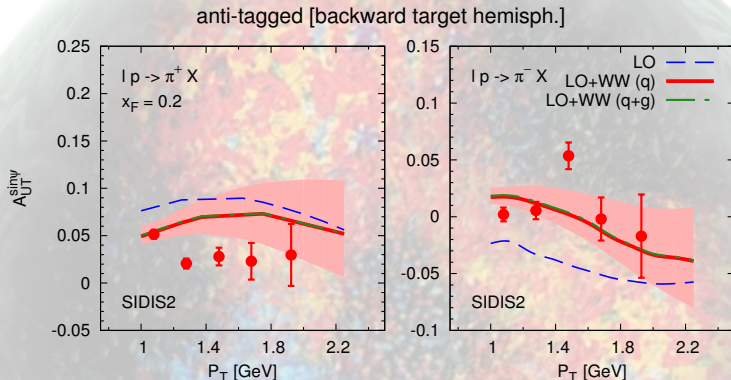 anti-tagged [backward target hemisph.]
0.25
0.2
0.15
0.1
0.05
0
-0.05
A_UT^sinψ
l p -> π⁺ X
x_F = 0.2
SIDIS2
1
1.4
1.8
2.2
P_T [GeV]
0.15
0.1
0.05
0
-0.05
-0.1
l p -> π⁻ X
LO
LO+WW (q)
LO+WW (q+g)
SIDIS2
1
1.4
1.8
2.2
P_T [GeV]